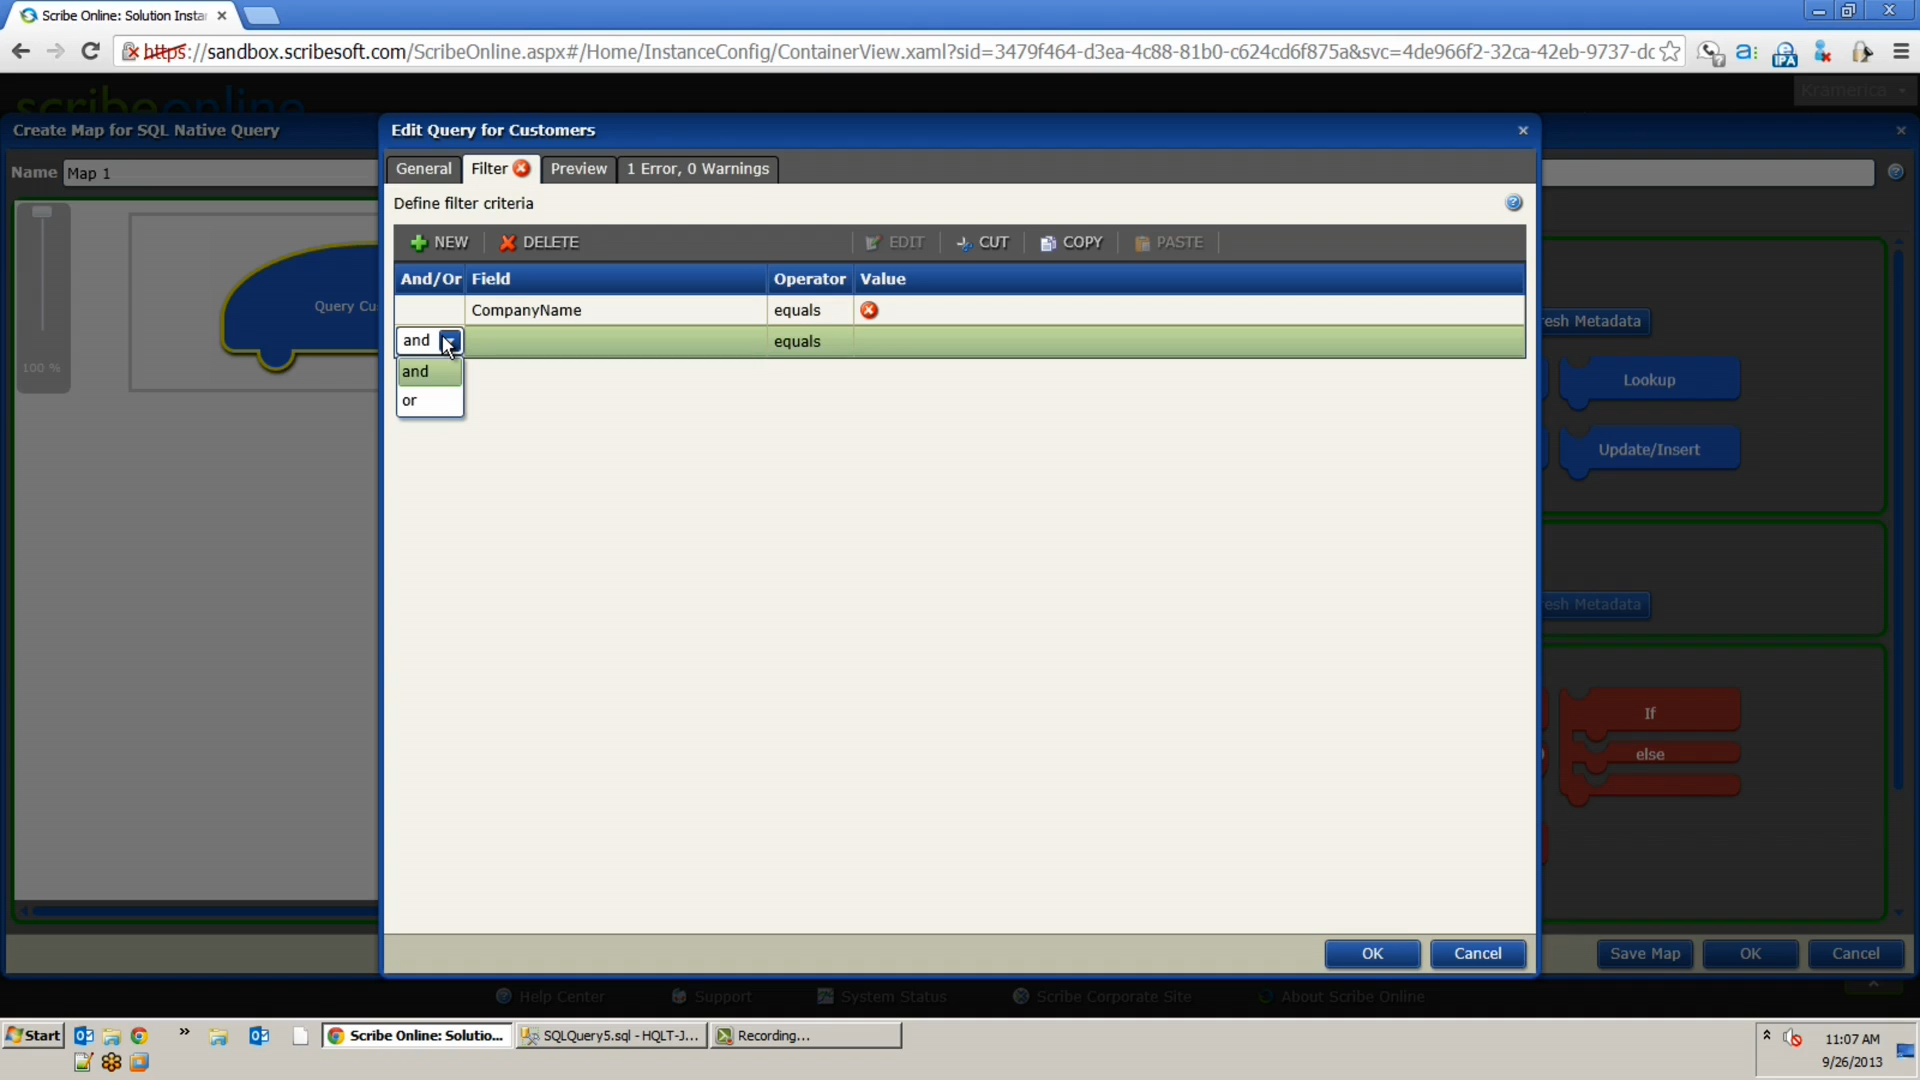 Scribe Online: Solution Insta
https://sandbox.scribesoft.com/ScribeOnline.aspx#/Home/InstanceConfig/ContainerView.xaml?sid=3479f464-d3ea-4c88-81b0-c624cd6f875a&svc=4de966f2-32ca-42eb-9737-dc
scribeonline
Kramerica
Create Map for SQL Native Query
Edit Query for Customers
Name Map 1
General Filter Preview 1 Error, 0 Warnings
Define filter criteria
NEW DELETE EDIT CUT COPY PASTE
And/Or Field Operator Value
CompanyName equals
and equals
and
or
Query Cu
100 %
esh Metadata
Lookup
Update/Insert
esh Metadata
If
else
OK Cancel
Save Map OK Cancel
Help Center Support System Status Scribe Corporate Site About Scribe Online
Start Scribe Online: Solutio... SQLQuery5.sql - HQLT-J... Recording...
11:07 AM
9/26/2013